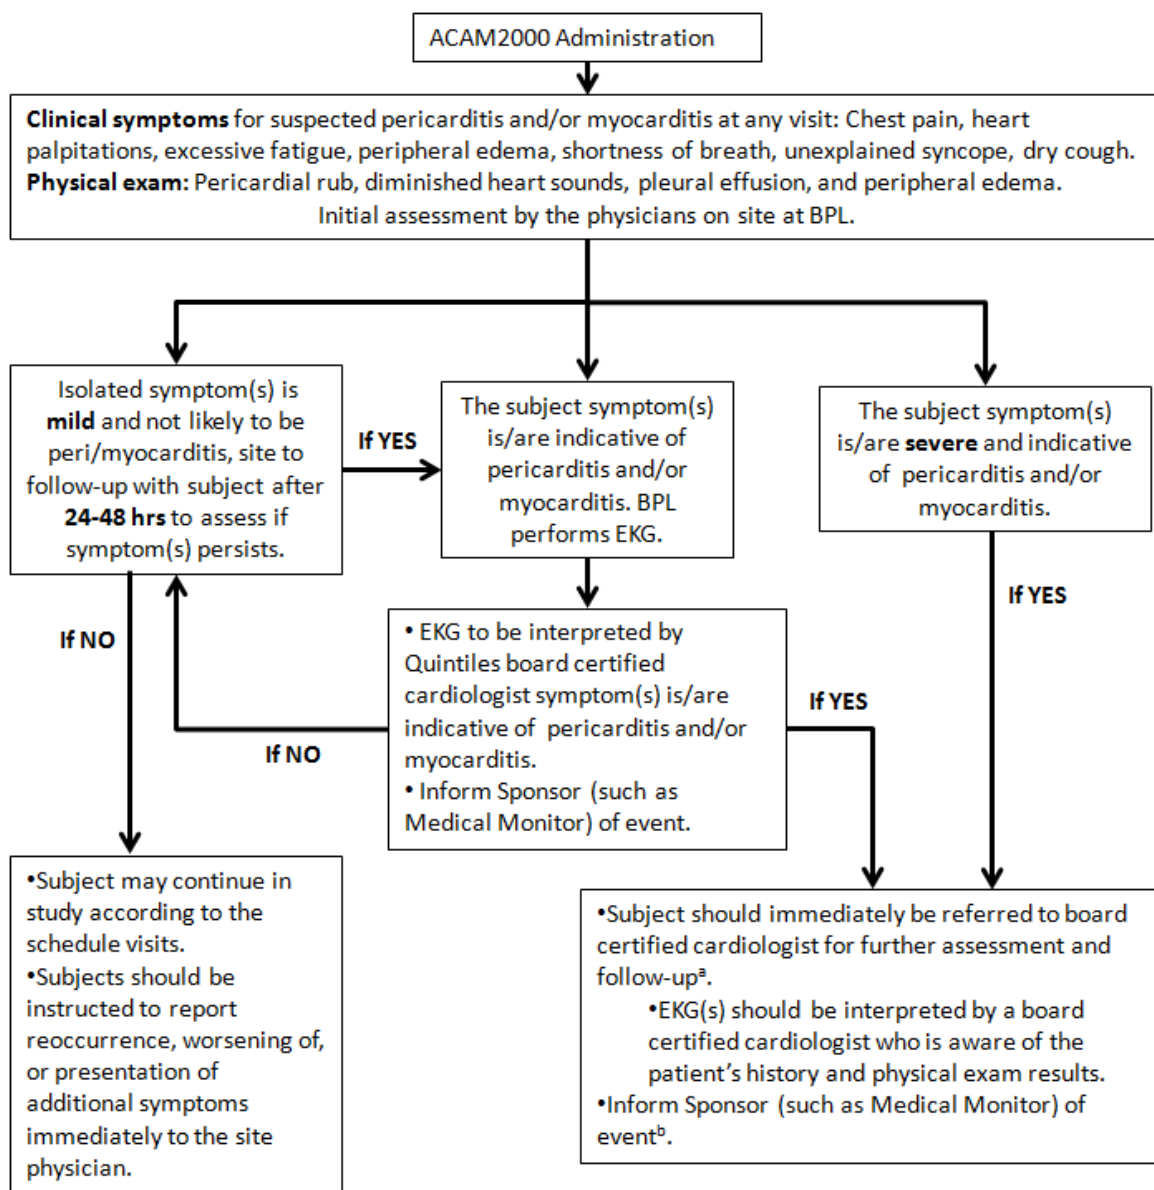 ACAM2000 Administration
Clinical symptoms for suspected pericarditis and/or myocarditis at any visit: Chest pain, heart
palpitations, excessive fatigue, peripheral edema, shortness of breath, unexplained syncope, dry cough.
Physical exam: Pericardial rub, diminished heart sounds, pleural effusion, and peripheral edema.
Initial assessment by the physicians on site at BPL.
Isolated symptom(s) is
mild and not likely to be
peri/myocarditis, site to
follow-up with subject after
24-48 hrs to assess if
symptom(s) persists.
If YES
The subject symptom(s)
is/are indicative of
pericarditis and/or
myocarditis. BPL
performs EKG.
The subject symptom(s)
is/are severe and indicative
of pericarditis and/or
myocarditis.
If NO
• EKG to be interpreted by
Quintiles board certified
cardiologist symptom(s) is/are
indicative of pericarditis and/or
myocarditis.
• Inform Sponsor (such as
Medical Monitor) of event.
If NO
If YES
If YES
•Subject may continue in
study according to the
schedule visits.
•Subjects should be
instructed to report
reoccurrence, worsening of,
or presentation of
additional symptoms
immediately to the site
physician.
•Subject should immediately be referred to board
certified cardiologist for further assessment and
follow-upᵃ.
•EKG(s) should be interpreted by a board
certified cardiologist who is aware of the
patient's history and physical exam results.
•Inform Sponsor (such as Medical Monitor) of
eventᵇ.